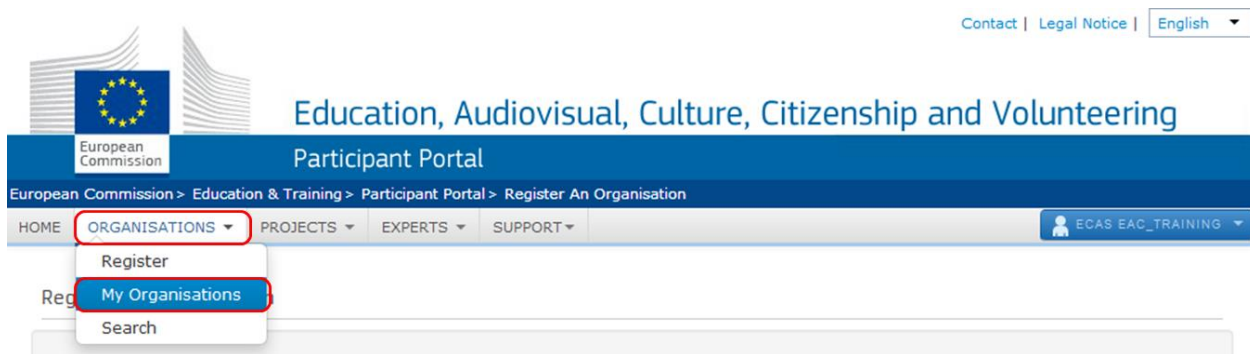 Contact | Legal Notice | English
Education, Audiovisual, Culture, Citizenship and Volunteering
European
Commission
Participant Portal
European Commission > Education & Training > Participant Portal > Register An Organisation
HOME ORGANISATIONS PROJECTS EXPERTS SUPPORT ECAS EAC_TRAINING
Register
Reg My Organisations
Search